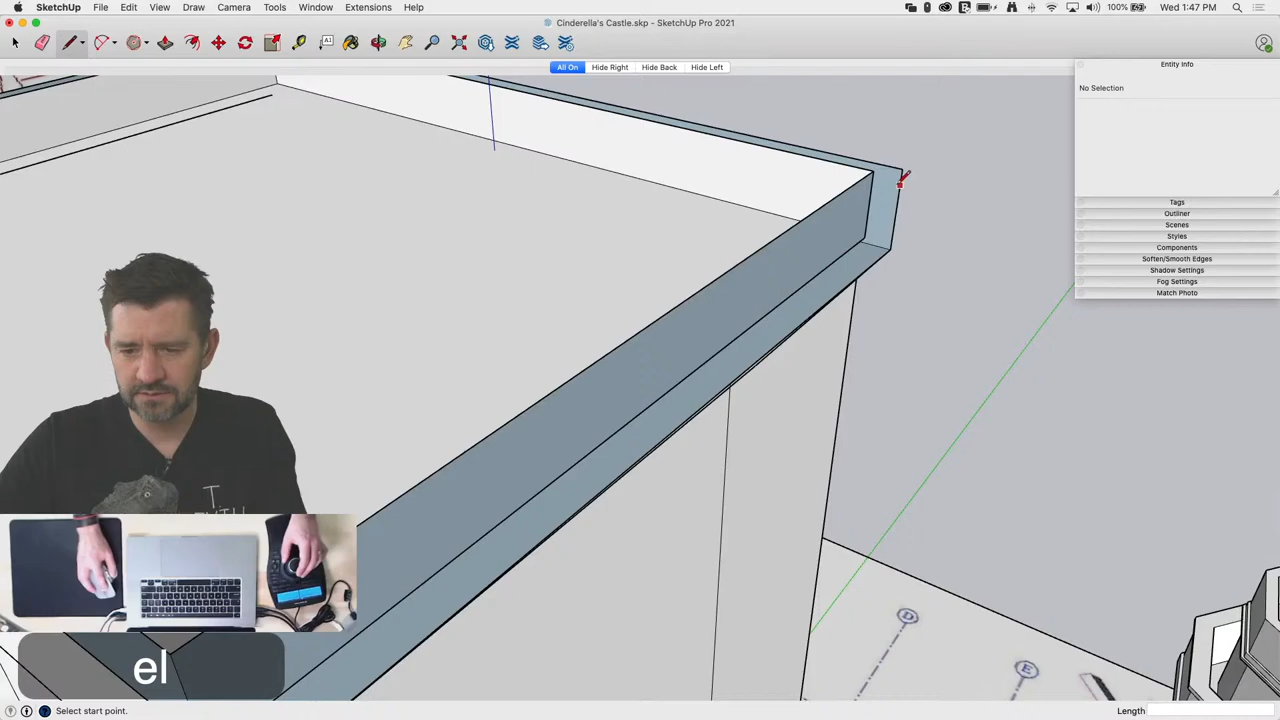 SketchUp File Edit View Draw Camera Tools Window Extensions Help 100% Wed 1:47 PM
Cinderella's Castle.skp - SketchUp Pro 2021
All On Hide Right Hide Back Hide Left
Entity Info
No Selection
Tags
Outliner
Scenes
Styles
Components
Soften/Smooth Edges
Shadow Settings
Fog Settings
Match Photo
D
E
el
Select start point.
Length